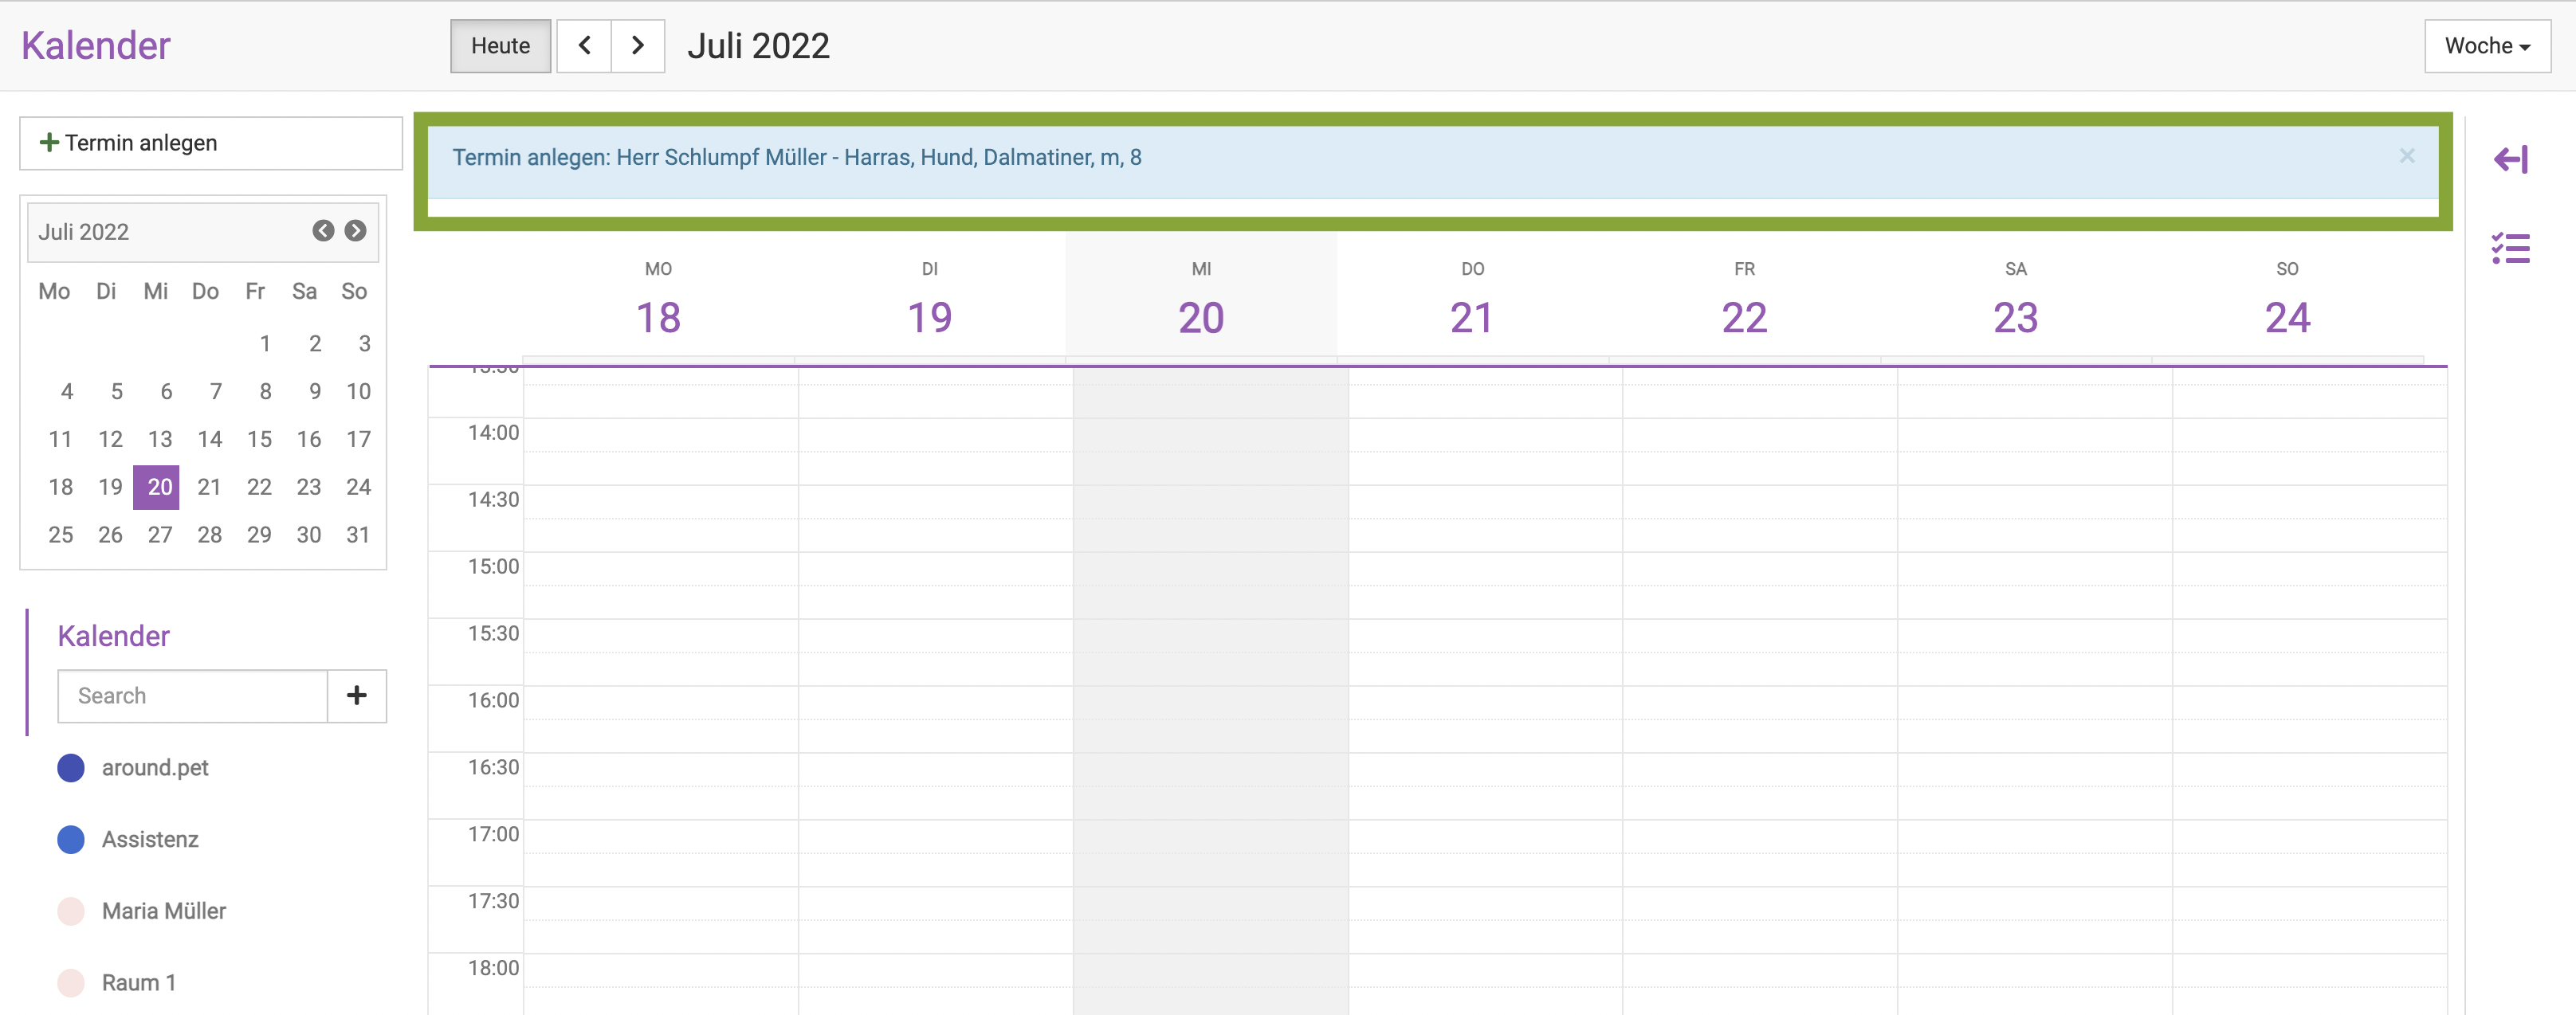 Kalender
Heute
Juli 2022
Woche
Termin anlegen
Termin anlegen: Herr Schlumpf Müller - Harras, Hund, Dalmatiner, m, 8
Juli 2022
Mo Di Mi Do Fr Sa So
1 2 3
4 5 6 7 8 9 10
11 12 13 14 15 16 17
18 19 20 21 22 23 24
25 26 27 28 29 30 31
Kalender
Search
around.pet
Assistenz
Maria Müller
Raum 1
MO DI MI DO FR SA SO
18 19 20 21 22 23 24
14:00
14:30
15:00
15:30
16:00
16:30
17:00
17:30
18:00